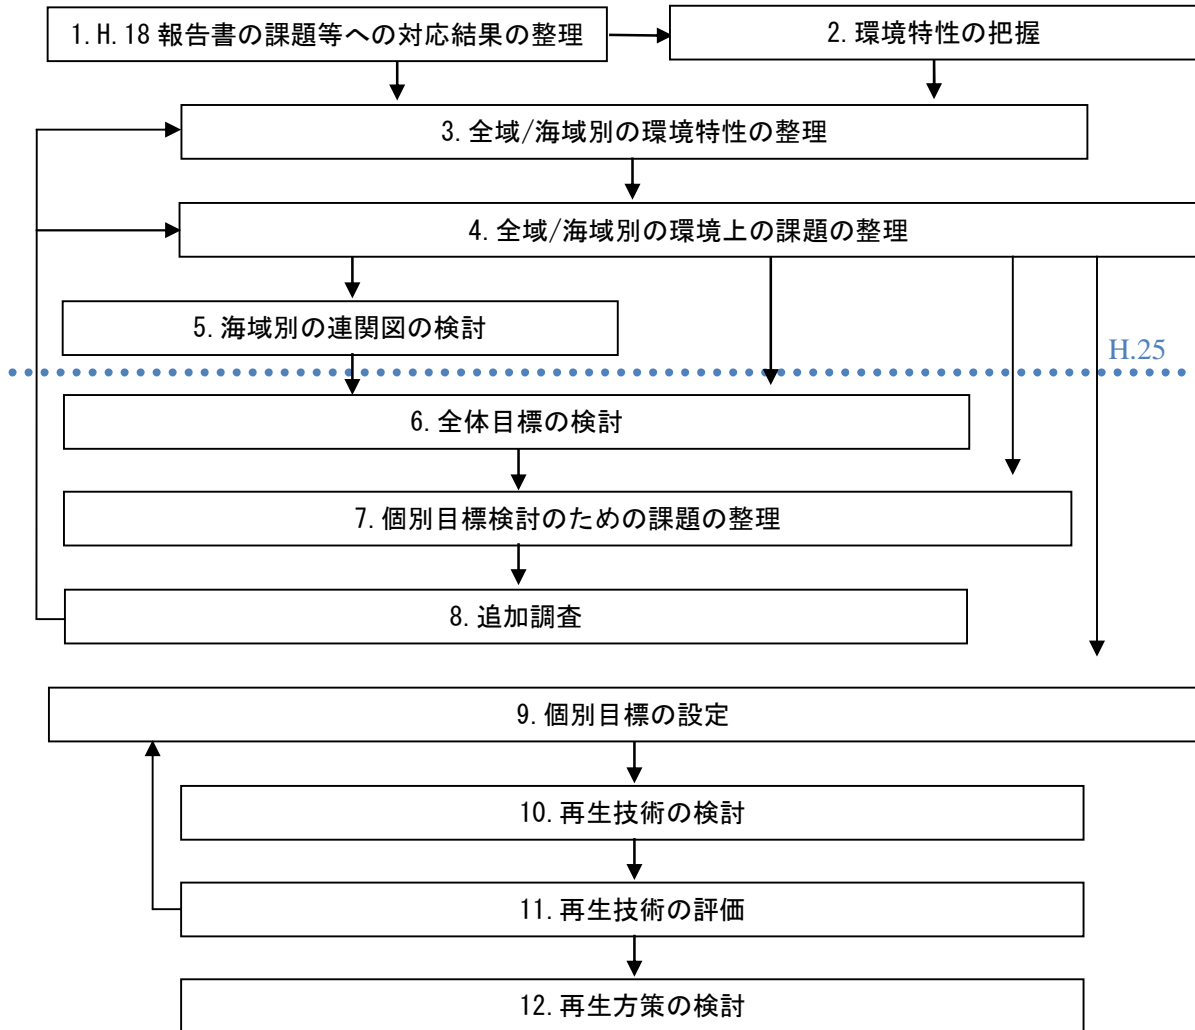 1. H. 18 報告書の課題等への対応結果の整理
2. 環境特性の把握
3. 全域/海域別の環境特性の整理
4. 全域/海域別の環境上の課題の整理
5. 海域別の連関図の検討
H.25
6. 全体目標の検討
7. 個別目標検討のための課題の整理
8. 追加調査
9. 個別目標の設定
10. 再生技術の検討
11. 再生技術の評価
12. 再生方策の検討